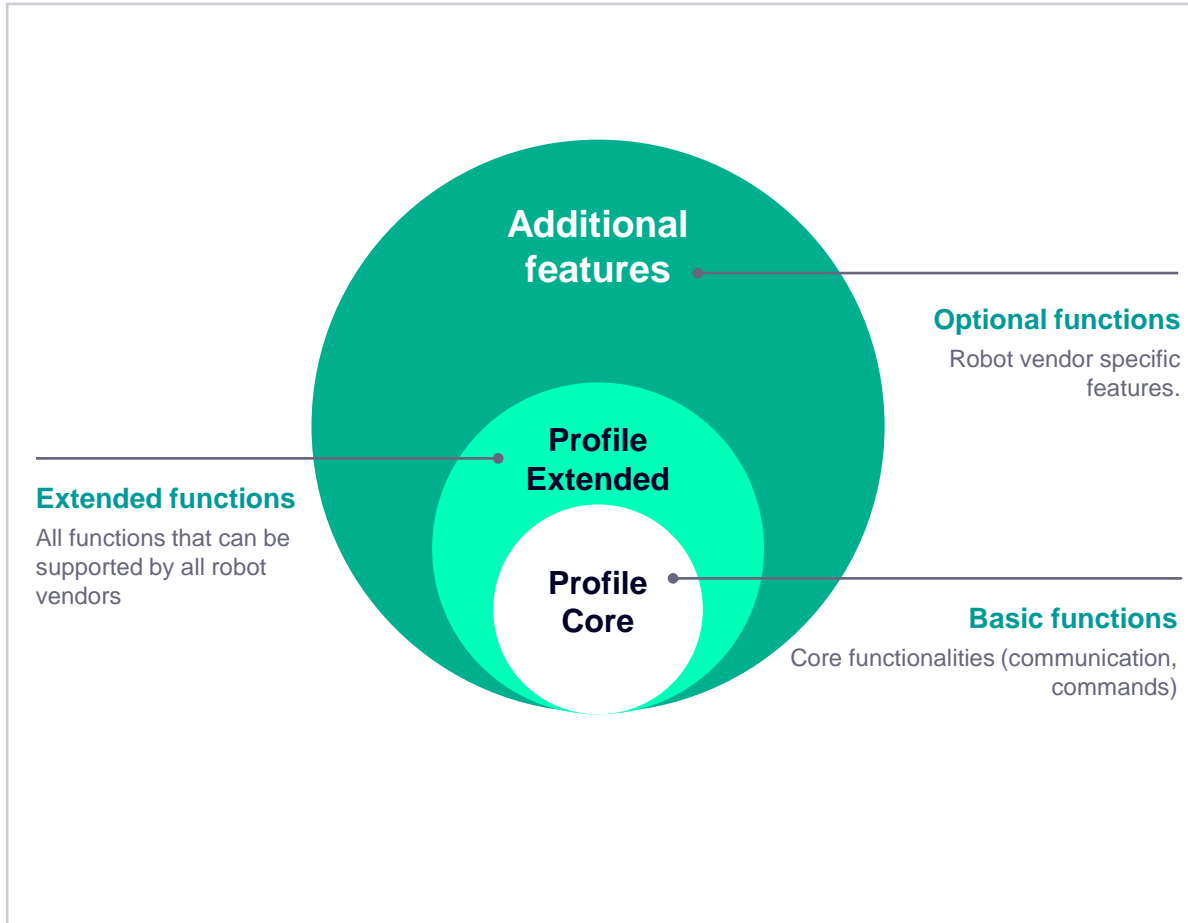 Additional
features
Optional functions
Robot vendor specific
features.
Profile
Extended
Extended functions
All functions that can be
supported by all robot
vendors
Profile
Core
Basic functions
Core functionalities (communication,
commands)